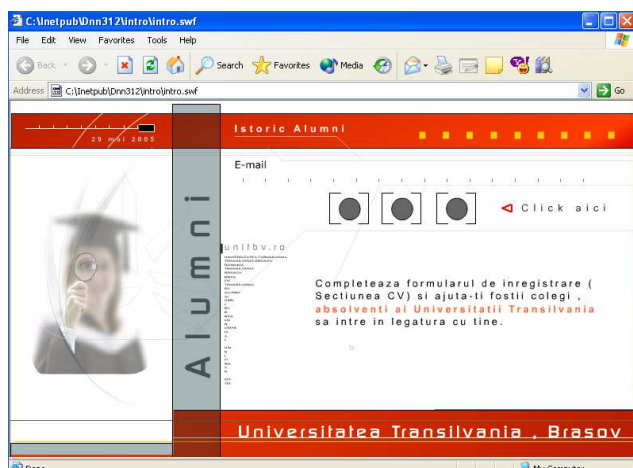 C:\Inetpub\Dnn312\intro\intro.swf
File Edit View Favorites Tools Help
Back Search Favorites Media
Address C:\Inetpub\Dnn312\intro\intro.swf Go
29 mai 2005
Istoric Alumni
E-mail
Click aici
Alumni
unitbv.ro
Completeaza formularul de inregistrare (
Sectiunea CV) si ajuta-ti fostii colegi ,
absolventi ai Universitatii Transilvania
sa intre in legatura cu tine.
Universitatea Transilvania , Brasov
Done My Computer